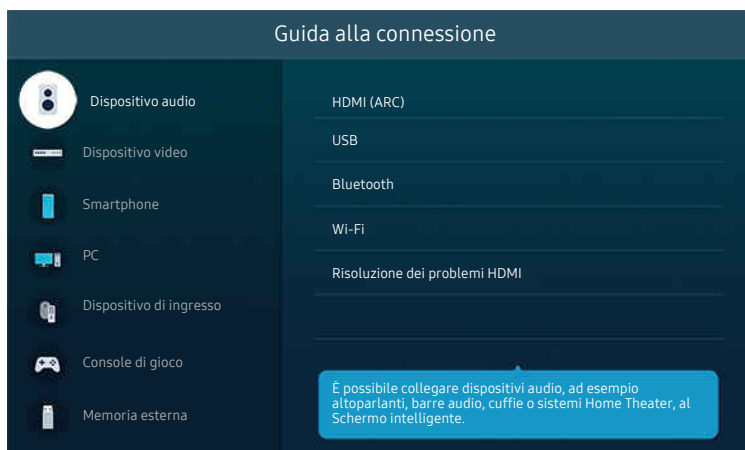 Guida alla connessione
Dispositivo audio
Dispositivo video
Smartphone
PC
Dispositivo di ingresso
Console di gioco
Memoria esterna
HDMI (ARC)
USB
Bluetooth
Wi-Fi
Risoluzione dei problemi HDMI
È possibile collegare dispositivi audio, ad esempio
altoparlanti, barre audio, cuffie o sistemi Home Theater, al
Schermo intelligente.